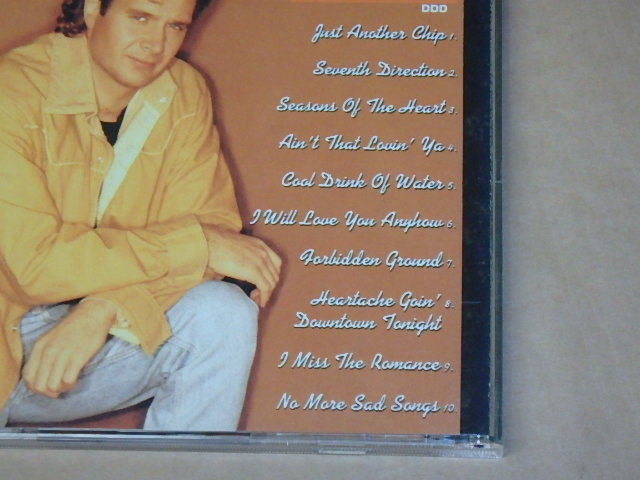 DDD
Just Another Chip 1.
Seventh Direction 2.
Seasons Of The Heart 3.
Ain't That Lovin' Ya 4.
Cool Drink Of Water 5.
I Will Love You Anyhow 6.
Forbidden Ground 7.
Heartache Goin' 8.
Downtown Tonight
I Miss The Romance 9.
No More Sad Songs 10.